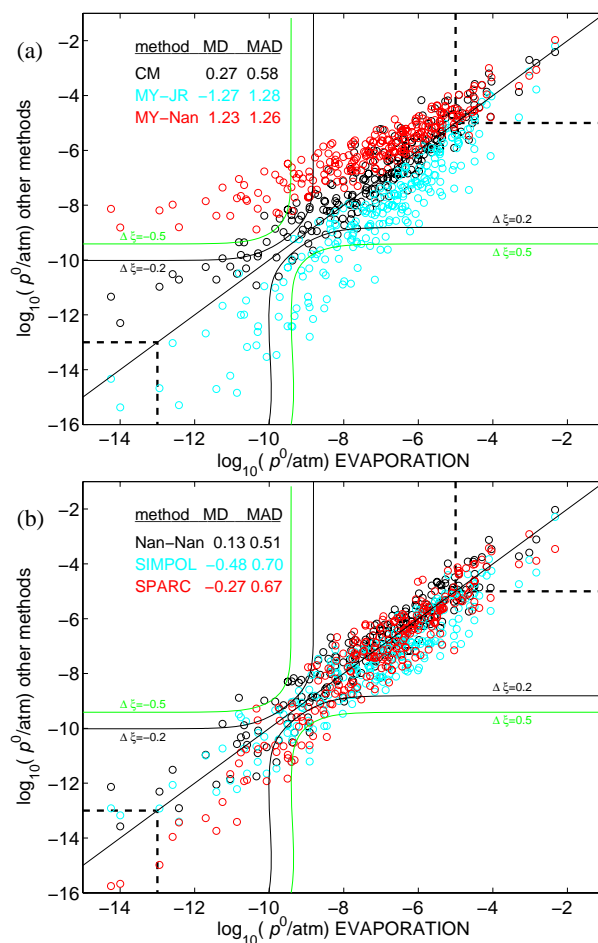 (a)
method MD MAD
CM 0.27 0.58
MY−JR −1.27 1.28
MY−Nan 1.23 1.26
−2
−4
−6
−8
−10
−12
−14
−16
log10( p0/atm) other methods
Δ ξ=−0.5
Δ ξ=−0.2
Δ ξ=0.2
Δ ξ=0.5
−14 −12 −10 −8 −6 −4 −2
log10( p0/atm) EVAPORATION
(b)
method MD MAD
Nan−Nan 0.13 0.51
SIMPOL −0.48 0.70
SPARC −0.27 0.67
−2
−4
−6
−8
−10
−12
−14
−16
log10( p0/atm) other methods
Δ ξ=−0.5
Δ ξ=−0.2
Δ ξ=0.2
Δ ξ=0.5
−14 −12 −10 −8 −6 −4 −2
log10( p0/atm) EVAPORATION